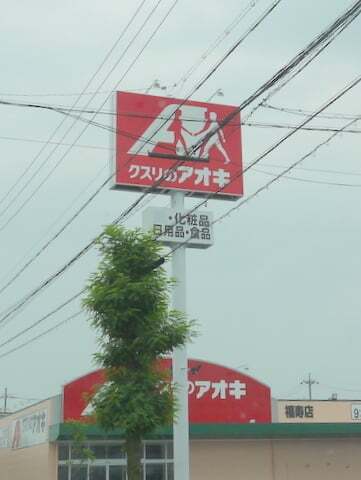 クスリのアオキ
・化粧品
日用品・食品
のアオキ
福寿店